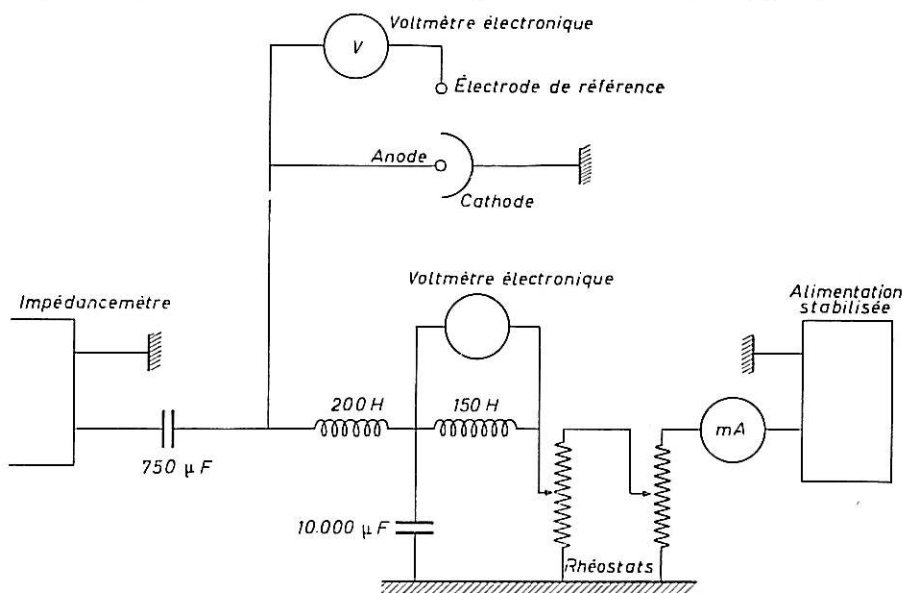 Voltmètre électronique
V
Électrode de référence
Anode
Cathode
Voltmètre électronique
Impédancemètre
Alimentation
stabilisée
200 H
150 H
mA
750 µF
10.000 µF
Rhéostats